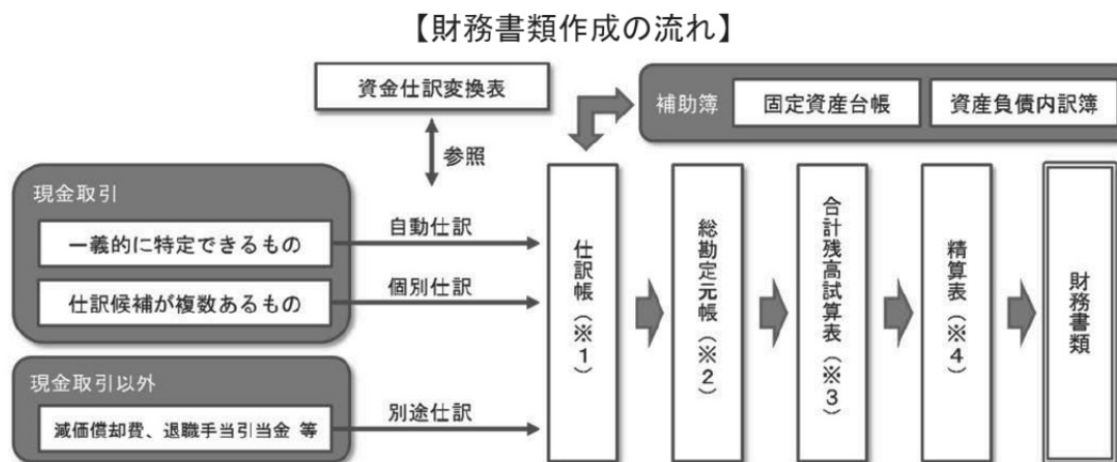 【財務書類作成の流れ】
資金仕訳変換表
補助簿
固定資産台帳
資産負債内訳簿
参照
現金取引
一義的に特定できるもの
自動仕訳
仕訳候補が複数あるもの
個別仕訳
現金取引以外
減価償却費、退職手当引当金 等
別途仕訳
仕訳帳(※1)
総勘定元帳(※2)
合計残高試算表(※3)
精算表(※4)
財務書類